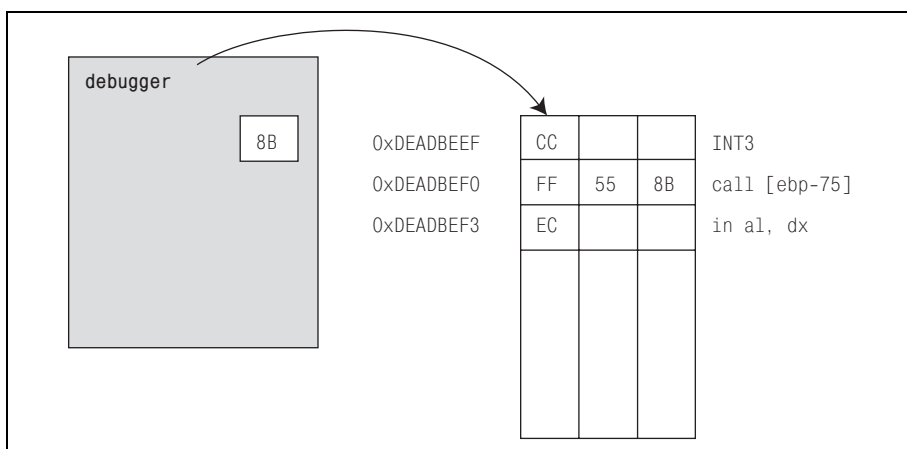 debugger
8B
0xDEADBEEF CC INT3
0xDEADBEF0 FF 55 8B call [ebp-75]
0xDEADBEF3 EC in al, dx